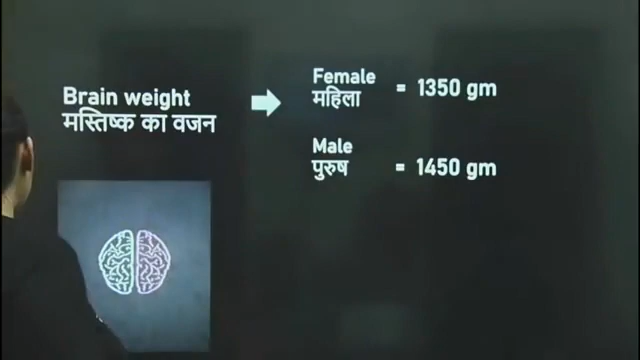 Brain weight
मस्तिष्क का वजन
Female
महिला
= 1350 gm
Male
पुरुष
= 1450 gm